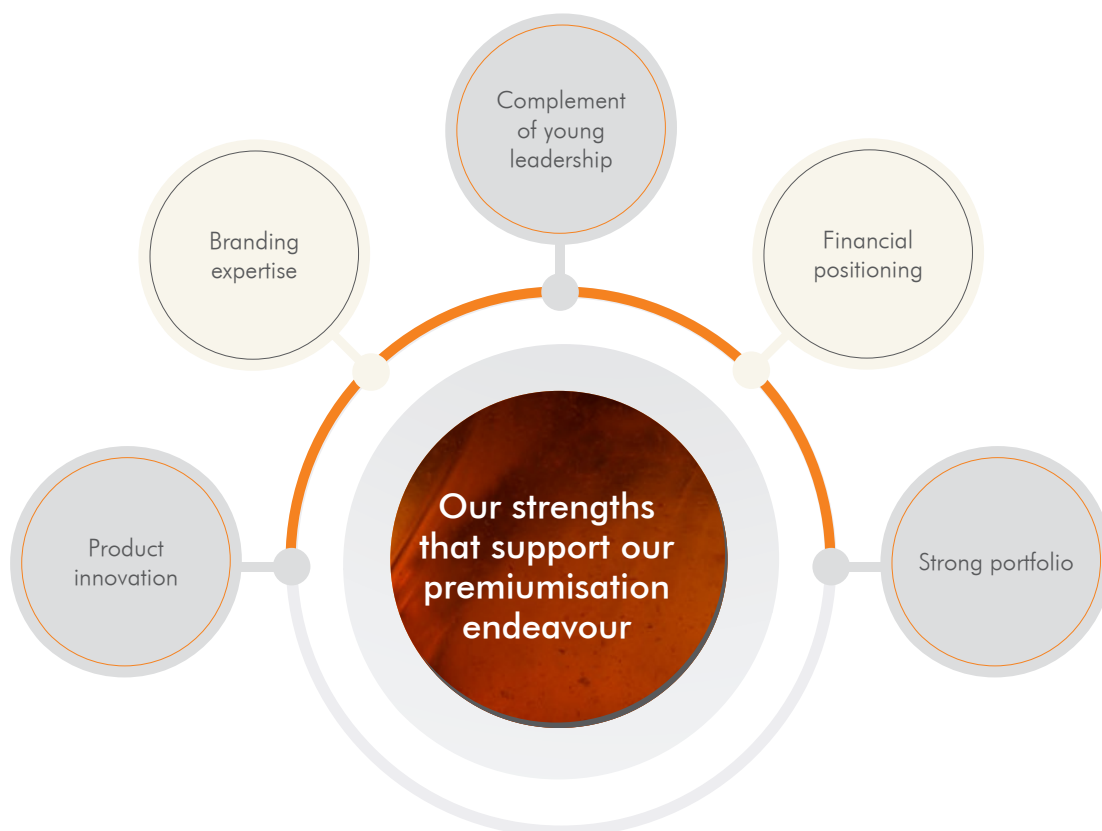 Complement
of young
leadership
Branding
expertise
Financial
positioning
Our strengths
that support our
premiumisation
endeavour
Product
innovation
Strong portfolio